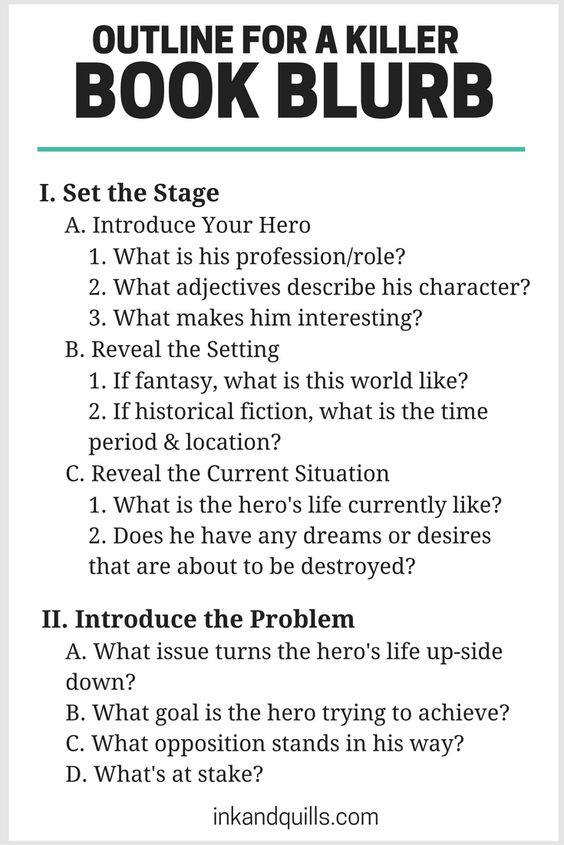 OUTLINE FOR A KILLER
BOOK BLURB
I. Set the Stage
A. Introduce Your Hero
1. What is his profession/role?
2. What adjectives describe his character?
3. What makes him interesting?
B. Reveal the Setting
1. If fantasy, what is this world like?
2. If historical fiction, what is the time
period & location?
C. Reveal the Current Situation
1. What is the hero's life currently like?
2. Does he have any dreams or desires
that are about to be destroyed?
II. Introduce the Problem
A. What issue turns the hero's life up-side
down?
B. What goal is the hero trying to achieve?
C. What opposition stands in his way?
D. What's at stake?
inkandquills.com